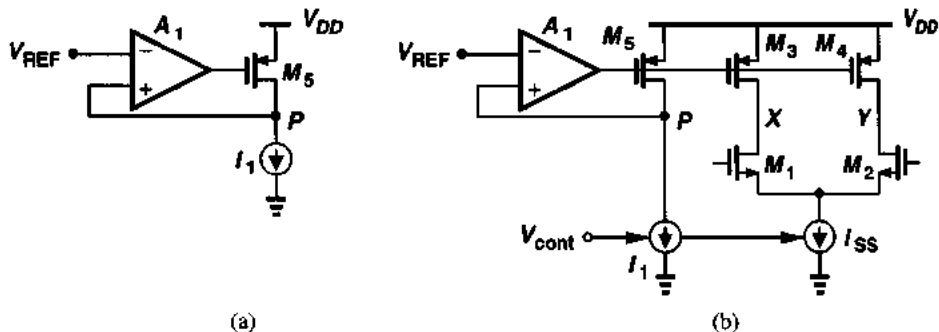 A1
VDD
VREF
−
+
M5
P
I1
(a)
A1
M5
M3
M4
VDD
VREF
−
+
P
X
Y
M1
M2
Vcont
I1
ISS
(b)